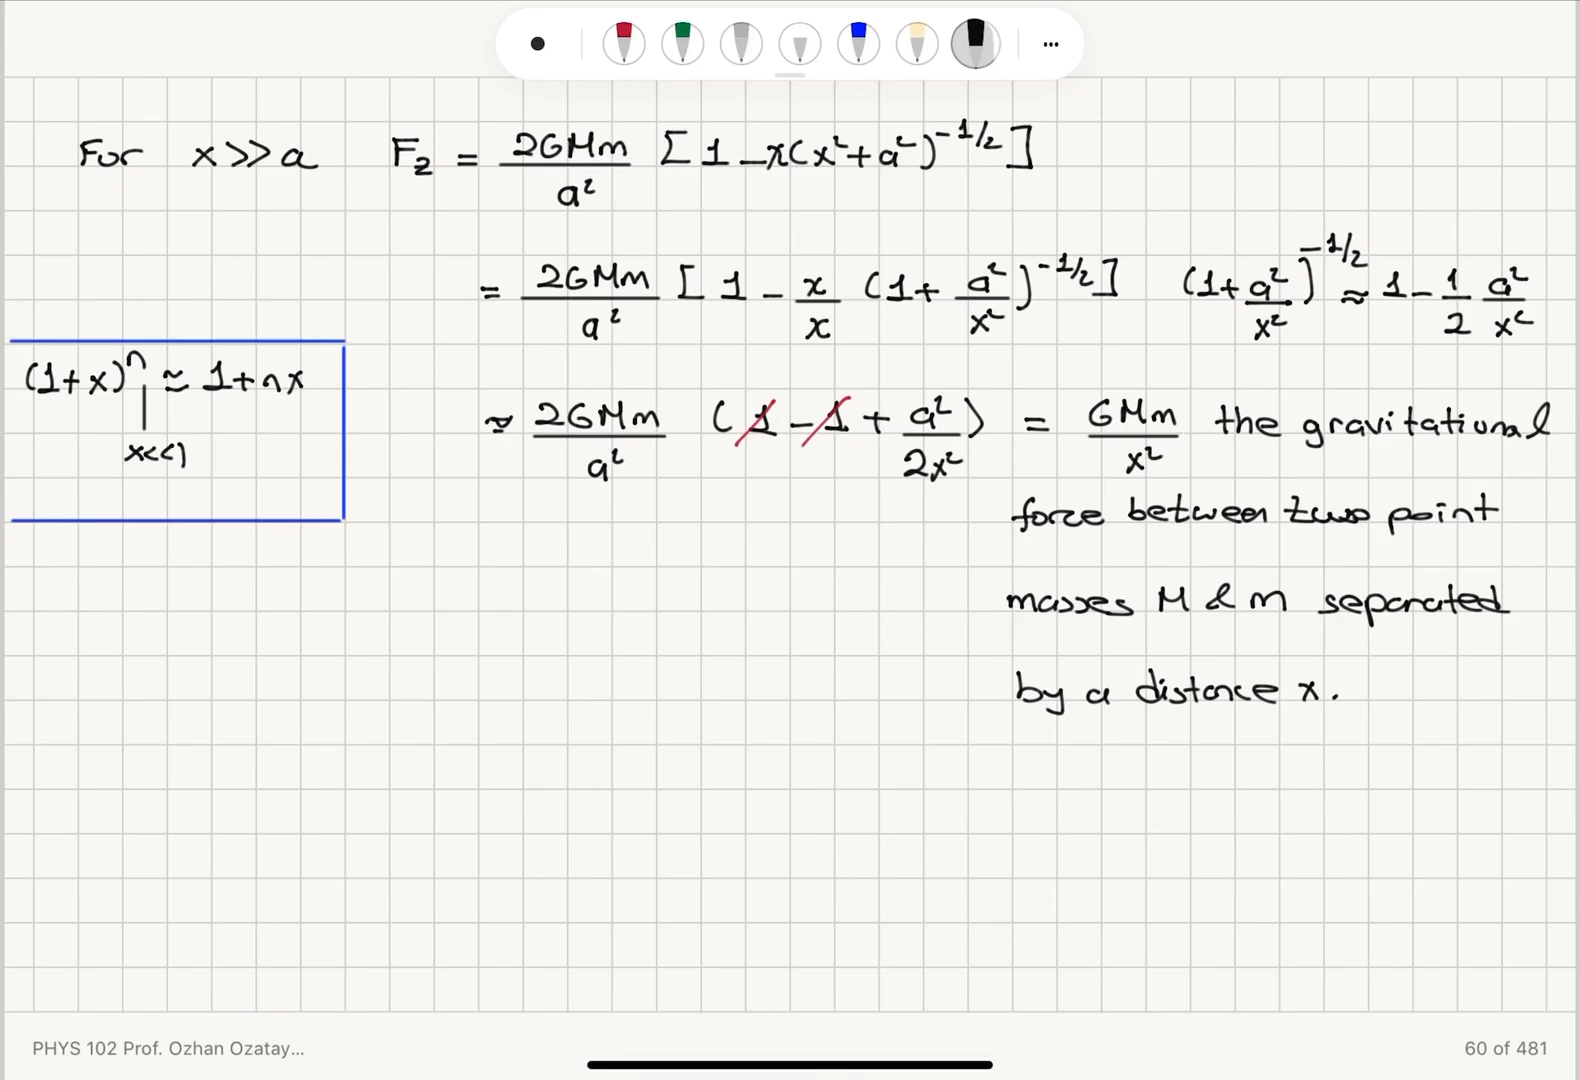 For x >> a F₂ = 2GMm/a² [1 - x(x²+a²)^-1/2]
= 2GMm/a² [1 - x/x (1 + a²/x²)^-1/2] (1 + a²/x²)^-1/2 ≈ 1 - 1/2 a²/x²
(1+x)ⁿ ≃ 1+nx
x<<1
≈ 2GMm/a² (1 - 1 + a²/2x²) = GMm/x² the gravitational
force between two point
masses M & m separated
by a distance x.
PHYS 102 Prof. Ozhan Ozatay...
60 of 481